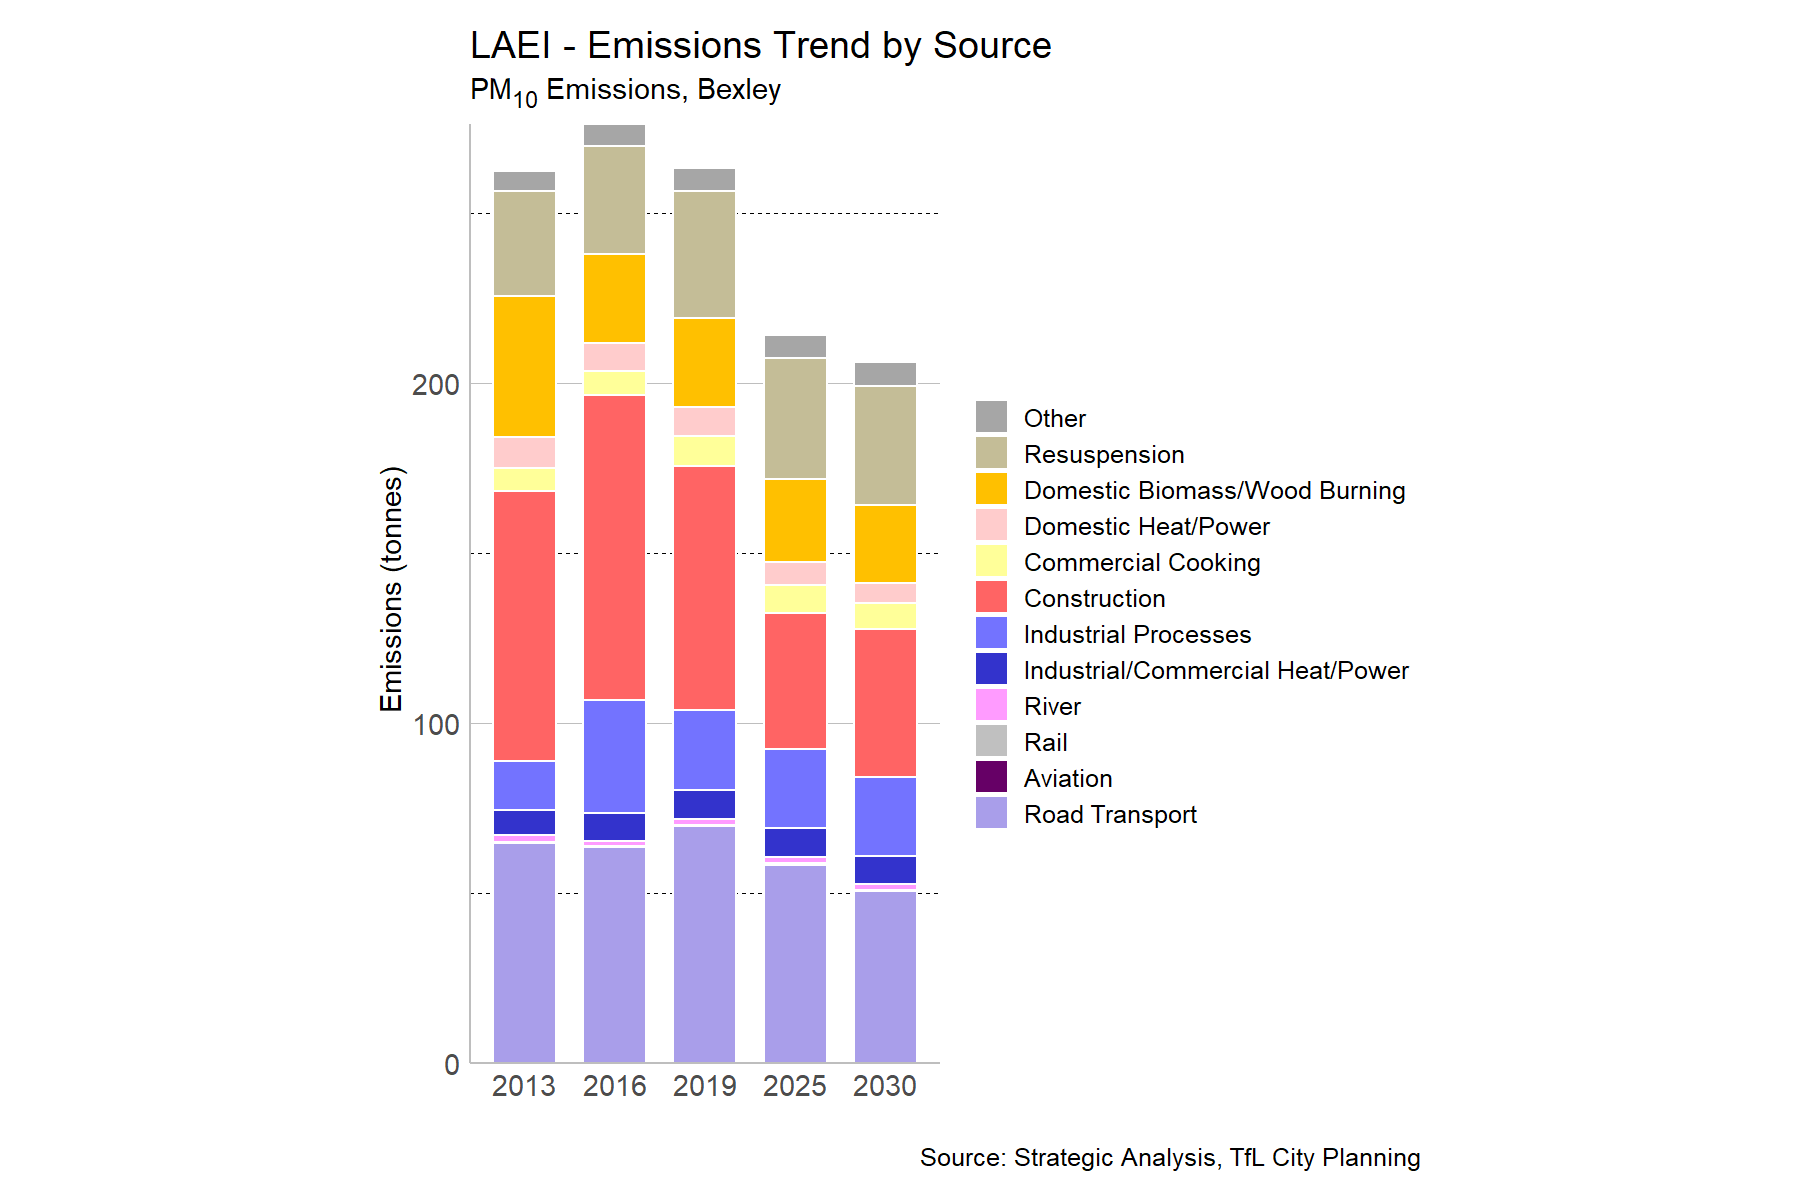 LAEI - Emissions Trend by Source
PM10 Emissions, Bexley
Emissions (tonnes)
200
100
0
2013 2016 2019 2025 2030
Other
Resuspension
Domestic Biomass/Wood Burning
Domestic Heat/Power
Commercial Cooking
Construction
Industrial Processes
Industrial/Commercial Heat/Power
River
Rail
Aviation
Road Transport
Source: Strategic Analysis, TfL City Planning